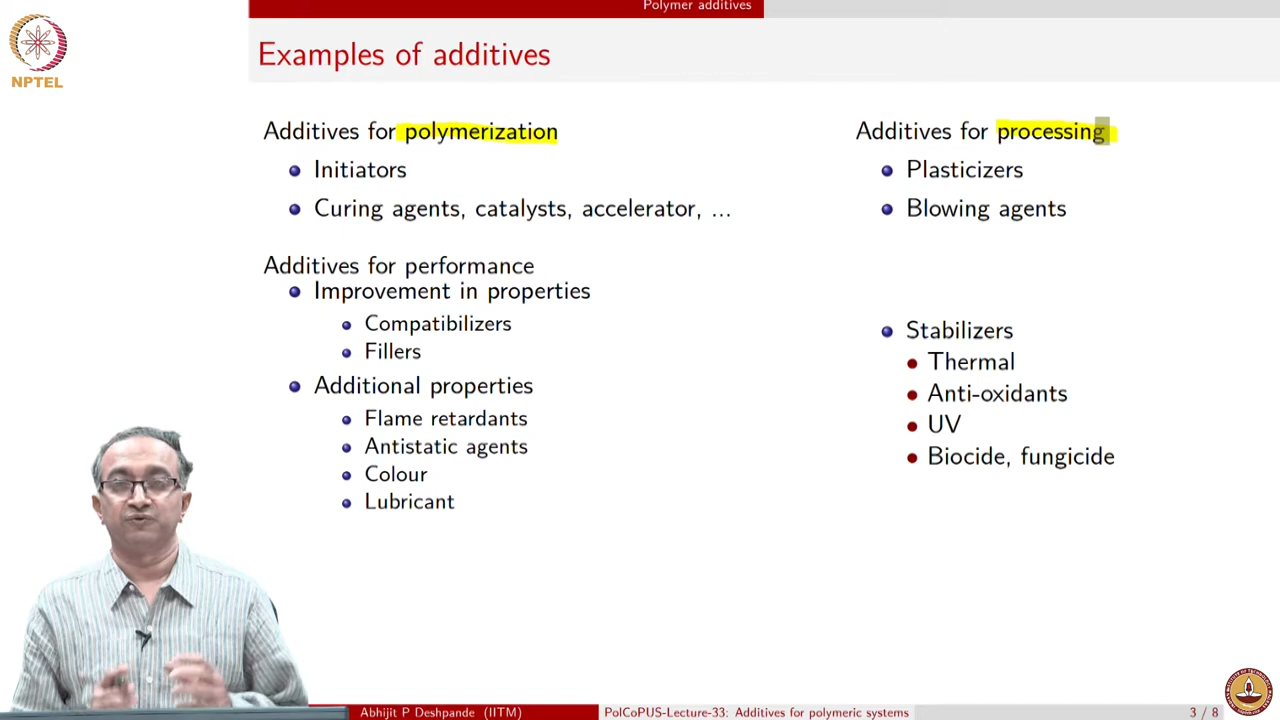 Polymer additives
NPTEL
Examples of additives
Additives for polymerization
Initiators
Curing agents, catalysts, accelerator, ...
Additives for processing
Plasticizers
Blowing agents
Additives for performance
Improvement in properties
Compatibilizers
Fillers
Additional properties
Flame retardants
Antistatic agents
Colour
Lubricant
Stabilizers
Thermal
Anti-oxidants
UV
Biocide, fungicide
Abhijit P Deshpande (IITM)
PolCoPUS-Lecture-33: Additives for polymeric systems
3 / 8